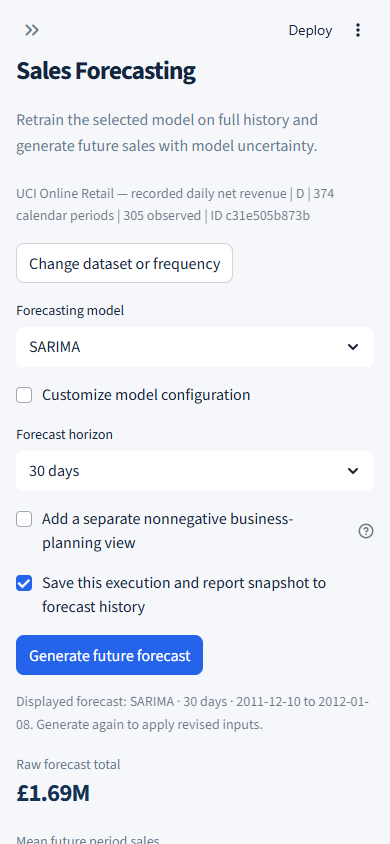 Deploy
Sales Forecasting
Retrain the selected model on full history and
generate future sales with model uncertainty.
UCI Online Retail — recorded daily net revenue | D | 374
calendar periods | 305 observed | ID c31e505b873b
Change dataset or frequency
Forecasting model
SARIMA
Customize model configuration
Forecast horizon
30 days
Add a separate nonnegative business-
planning view
Save this execution and report snapshot to
forecast history
Generate future forecast
Displayed forecast: SARIMA · 30 days · 2011-12-10 to 2012-01-
08. Generate again to apply revised inputs.
Raw forecast total
£1.69M
Mean future period sales